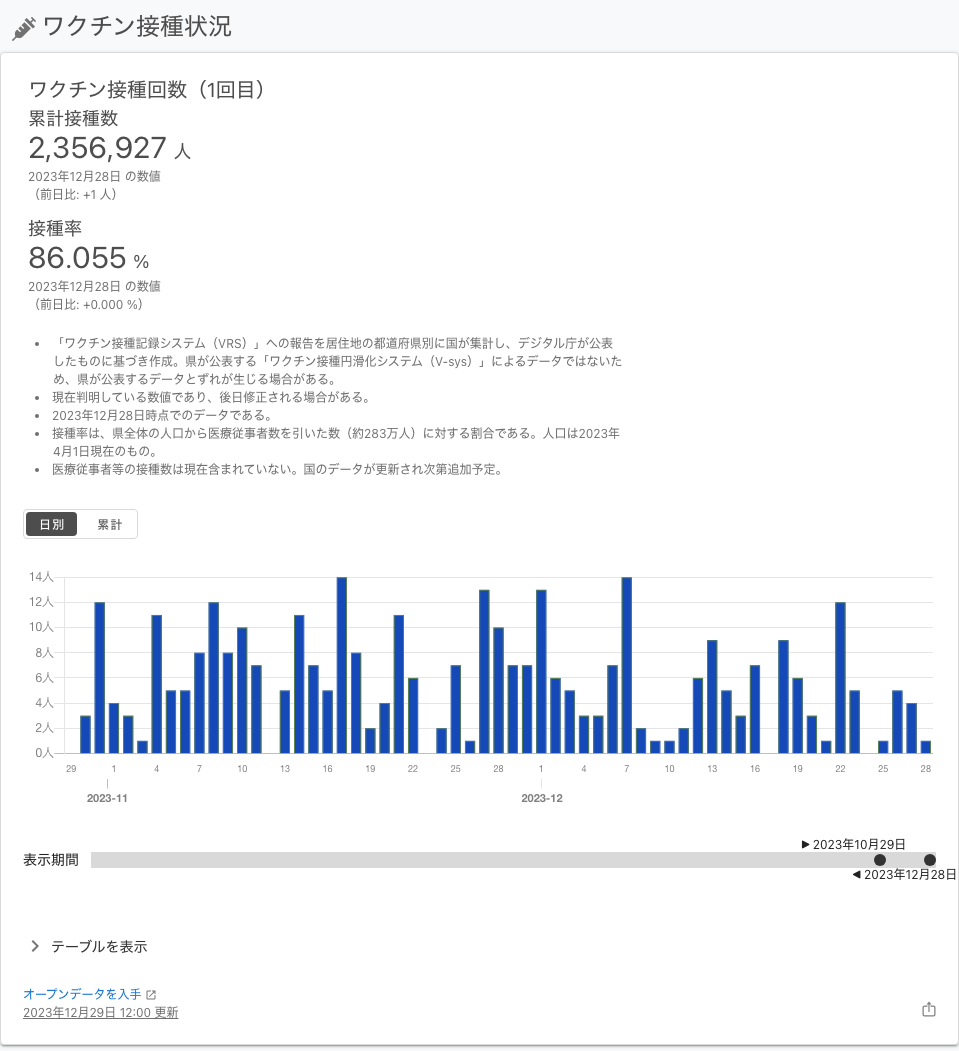 ワクチン接種状況
ワクチン接種回数（1回目）
累計接種数
2,356,927 人
2023年12月28日 の数値
（前日比: +1 人）
接種率
86.055 %
2023年12月28日 の数値
（前日比: +0.000 %）
• 「ワクチン接種記録システム（VRS）」への報告を居住地の都道府県別に国が集計し、デジタル庁が公表
したものに基づき作成。県が公表する「ワクチン接種円滑化システム（V-sys）」によるデータではないた
め、県が公表するデータとずれが生じる場合がある。
• 現在判明している数値であり、後日修正される場合がある。
• 2023年12月28日時点でのデータである。
• 接種率は、県全体の人口から医療従事者数を引いた数（約283万人）に対する割合である。人口は2023年
4月1日現在のもの。
• 医療従事者等の接種数は現在含まれていない。国のデータが更新され次第追加予定。
日別 累計
14人
12人
10人
8人
6人
4人
2人
0人
29 1 4 7 10 13 16 19 22 25 28 1 4 7 10 13 16 19 22 25 28
2023-11 2023-12
▶ 2023年10月29日
表示期間
◀ 2023年12月28日
テーブルを表示
オープンデータを入手
2023年12月29日 12:00 更新